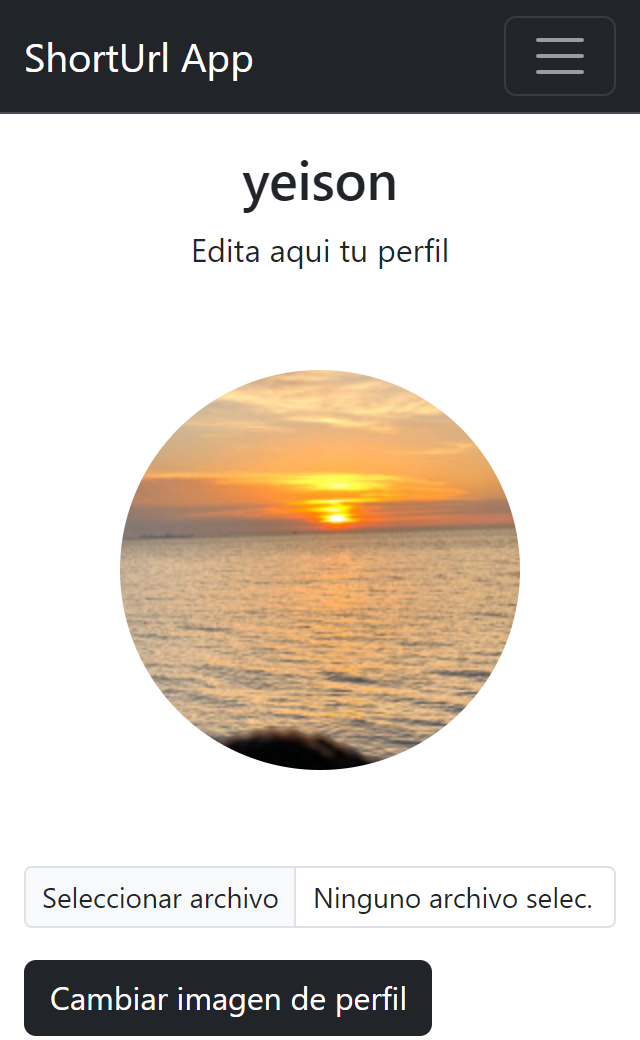 ShortUrl App
yeison
Edita aqui tu perfil
Seleccionar archivo Ninguno archivo selec.
Cambiar imagen de perfil